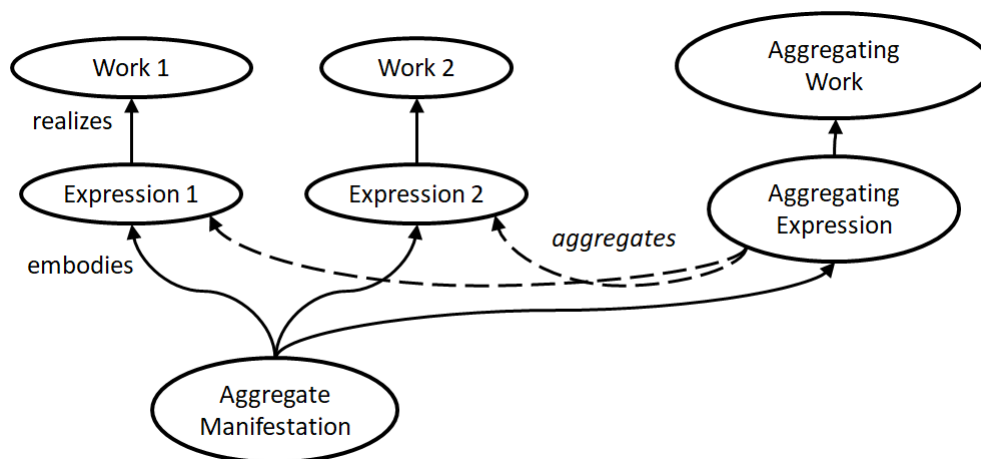 Work 1
Work 2
Aggregating
Work
realizes
Expression 1
Expression 2
Aggregating
Expression
aggregates
embodies
Aggregate
Manifestation